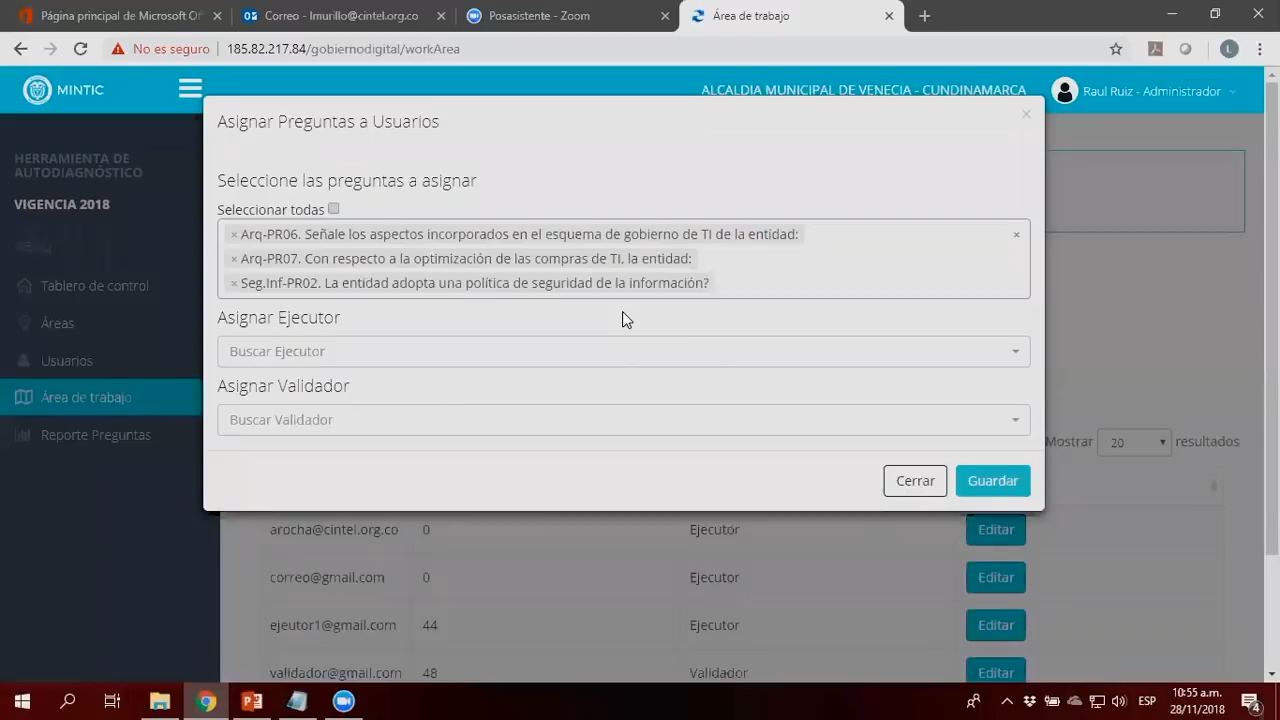 Página principal de Microsoft Of
Correo - lmurillo@cintel.org.co
Posasistente - Zoom
Área de trabajo
No es seguro
185.82.217.84/gobiernodigital/workArea
L
MINTIC
ALCALDIA MUNICIPAL DE VENECIA - CUNDINAMARCA
Raul Ruiz - Administrador
HERRAMIENTA DE
AUTODIAGNÓSTICO
VIGENCIA 2018
Tablero de control
Áreas
Usuarios
Área de trabajo
Reporte Preguntas
Asignar Preguntas a Usuarios
×
Seleccione las preguntas a asignar
Seleccionar todas
× Arq-PR06. Señale los aspectos incorporados en el esquema de gobierno de TI de la entidad:
×
× Arq-PR07. Con respecto a la optimización de las compras de TI, la entidad:
× Seg.Inf-PR02. La entidad adopta una política de seguridad de la información?
Asignar Ejecutor
Buscar Ejecutor
Asignar Validador
Buscar Validador
Cerrar
Guardar
Mostrar 20 resultados
arocha@cintel.org.co 0 Ejecutor Editar
correo@gmail.com 0 Ejecutor Editar
ejeutor1@gmail.com 44 Ejecutor Editar
validador@gmail.com 48 Validador Editar
ESP
10:55 a.m.
28/11/2018
4